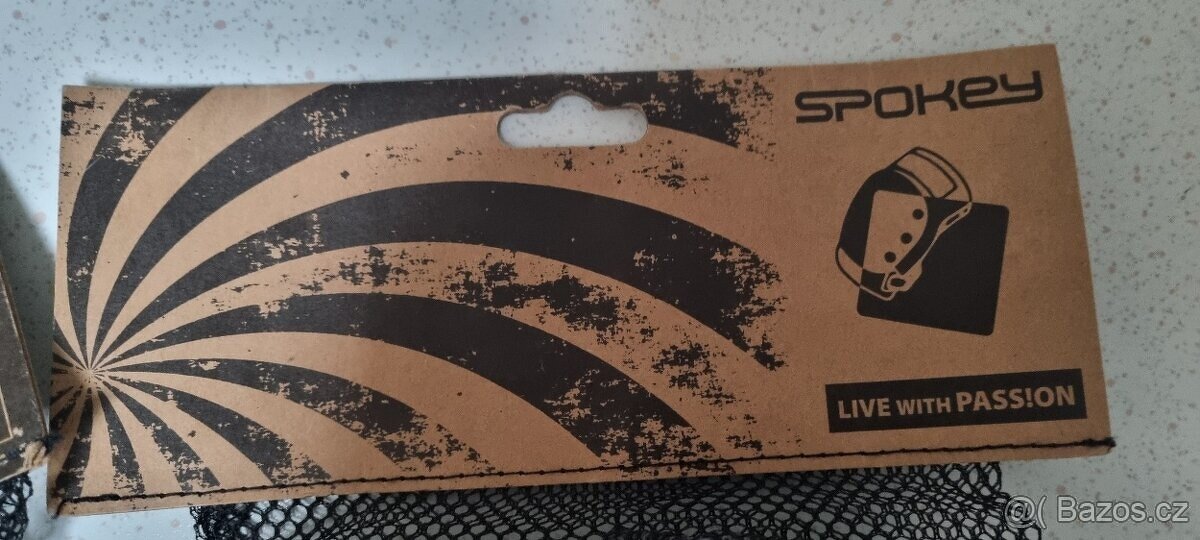 SPOKEY
LIVE WITH PASS!ON
@( Bazos.cz